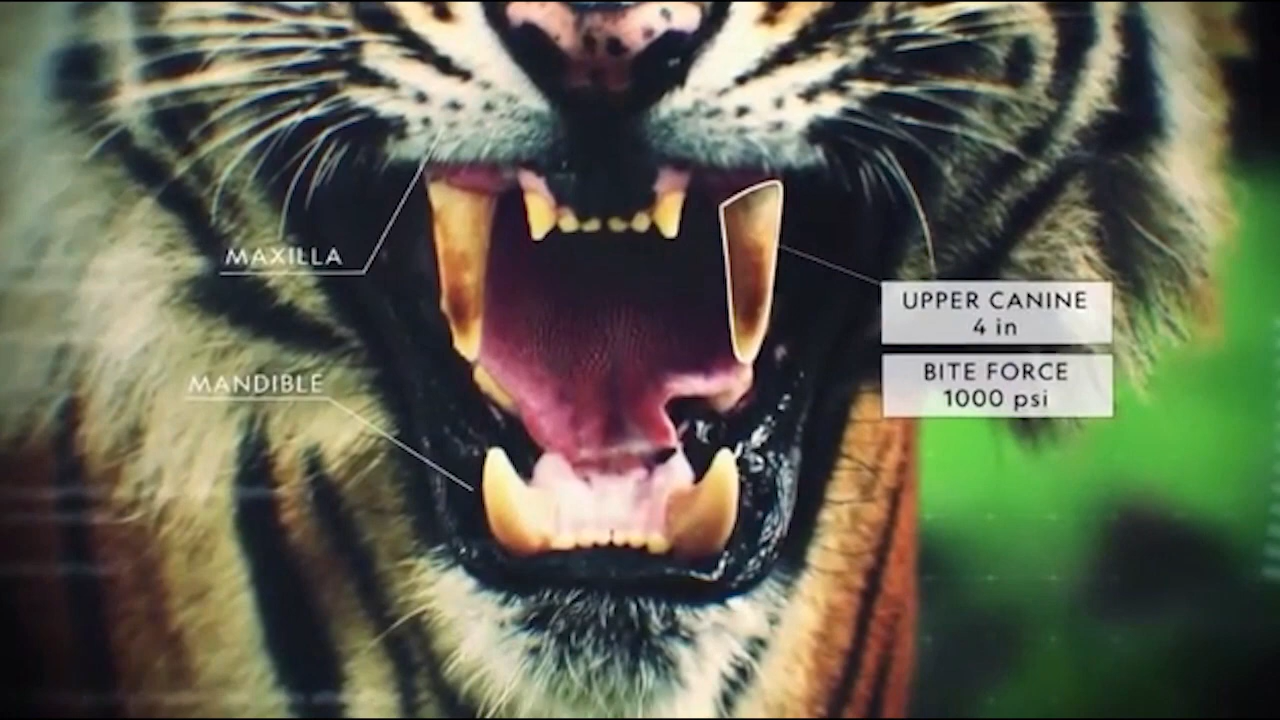 MAXILLA
MANDIBLE
UPPER CANINE
4 in
BITE FORCE
1000 psi